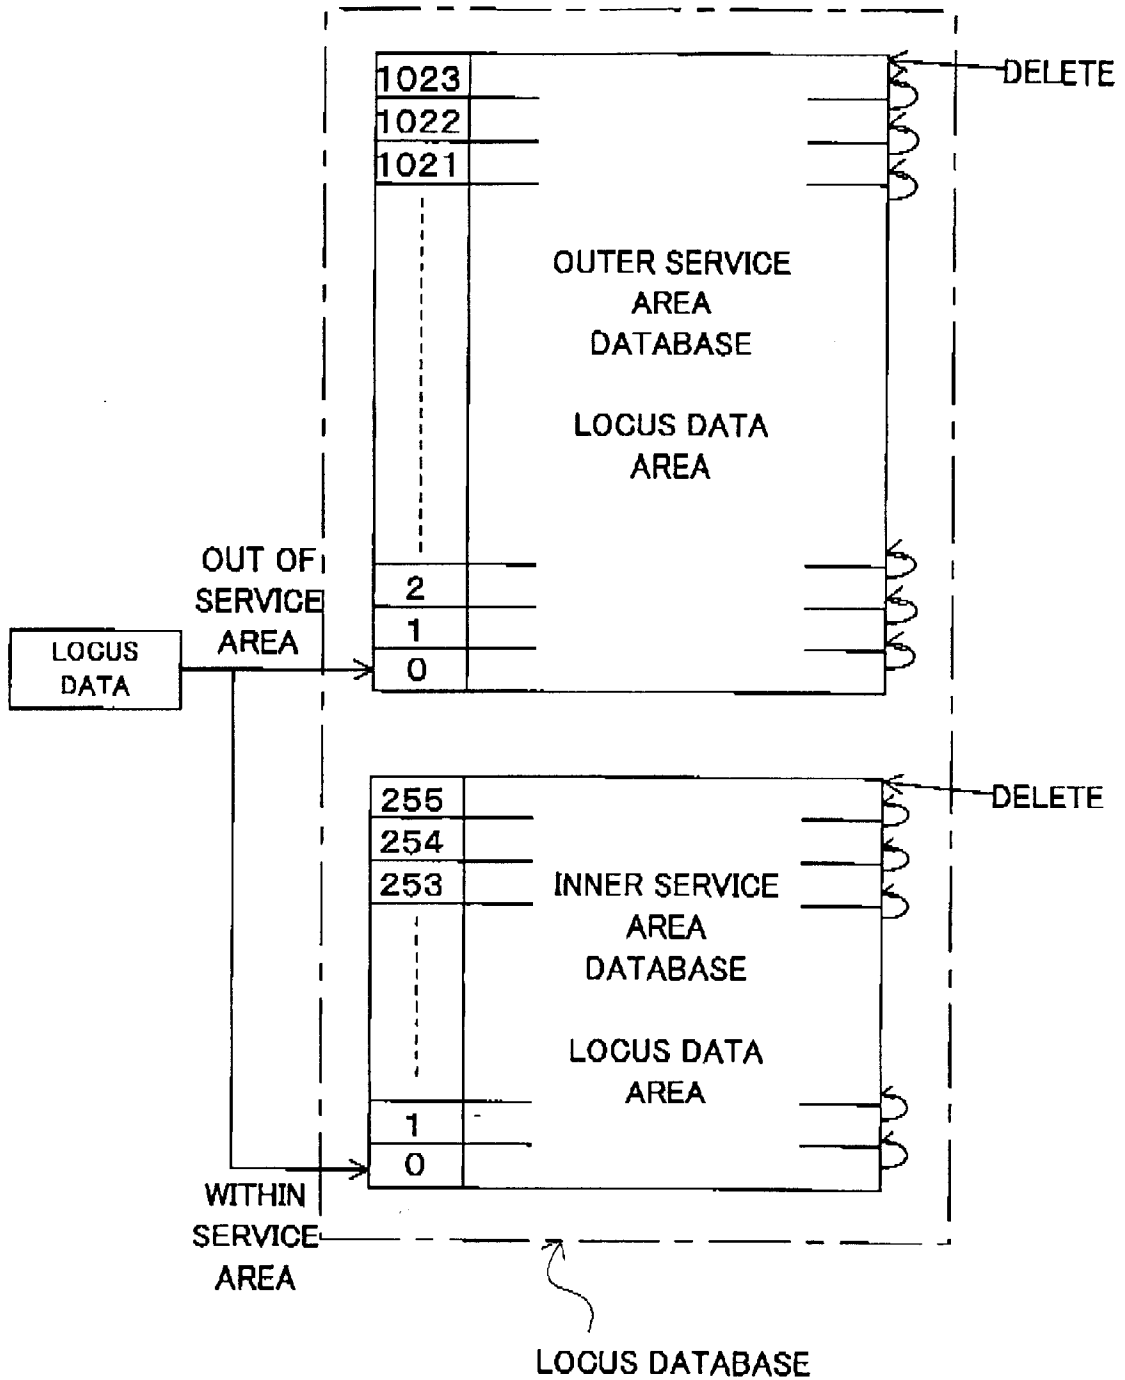 1023
DELETE
1022
1021
OUTER SERVICE
AREA
DATABASE
LOCUS DATA
AREA
OUT OF
SERVICE
AREA
2
1
0
LOCUS
DATA
255
DELETE
254
253
INNER SERVICE
AREA
DATABASE
LOCUS DATA
AREA
1
0
WITHIN
SERVICE
AREA
LOCUS DATABASE